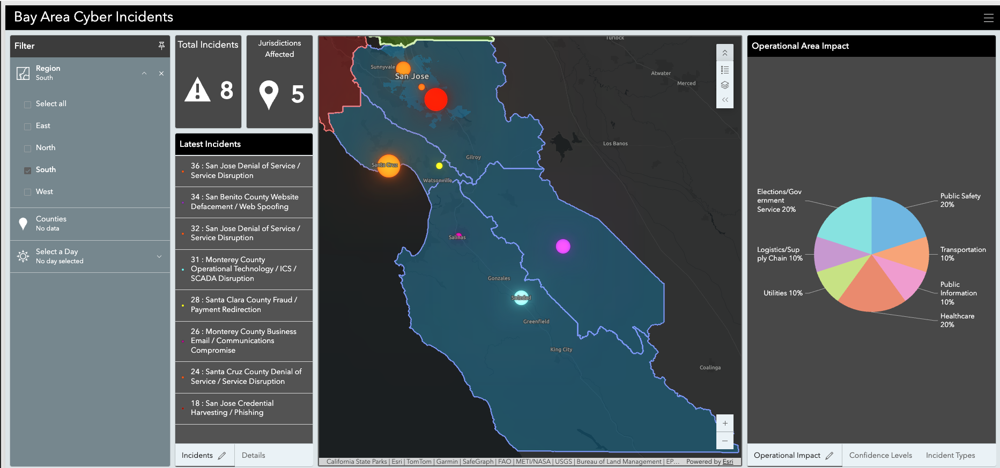 Bay Area Cyber Incidents
Filter
Region
South
Select all
East
North
South
West
Counties
No data
Select a Day
No day selected
Total Incidents
8
Jurisdictions
Affected
5
Latest Incidents
36 : San Jose Denial of Service /
Service Disruption
34 : San Benito County Website
Defacement / Web Spoofing
32 : San Jose Denial of Service /
Service Disruption
31 : Monterey County
Operational Technology / ICS /
SCADA Disruption
28 : Santa Clara County Fraud /
Payment Redirection
26 : Monterey County Business
Email / Communications
Compromise
24 : Santa Cruz County Denial of
Service / Service Disruption
18 : San Jose Credential
Harvesting / Phishing
Incidents
Details
Turlock
Sunnyvale
San Jose
Atwater
Merced
Los Banos
Gilroy
Santa Cruz
Watsonville
Salinas
Gonzales
Soledad
Greenfield
King City
Coalinga
California State Parks | Esri | TomTom | Garmin | SafeGraph | FAO | METI/NASA | USGS | Bureau of Land Management | EP...
Powered by Esri
Operational Area Impact
Elections/Gov
ernment
Service 20%
Public Safety
20%
Logistics/Sup
ply Chain 10%
Transportation
10%
Utilities 10%
Public
Information
10%
Healthcare
20%
Operational Impact
Confidence Levels
Incident Types